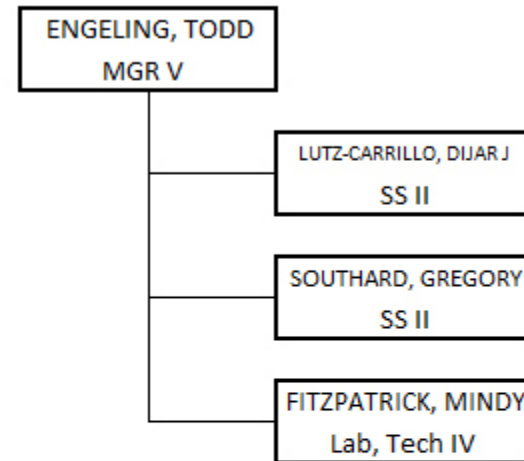 ENGELING, TODD
MGR V
LUTZ-CARRILLO, DIJAR J
SS II
SOUTHARD, GREGORY
SS II
FITZPATRICK, MINDY
Lab, Tech IV